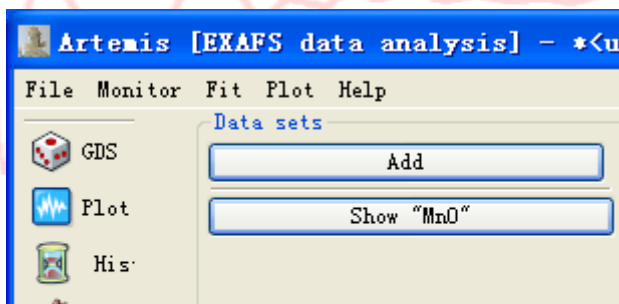 Artemis [EXAFS data analysis] - *<u
File Monitor Fit Plot Help
Data sets
GDS
Add
Plot
Show "MnO"
His